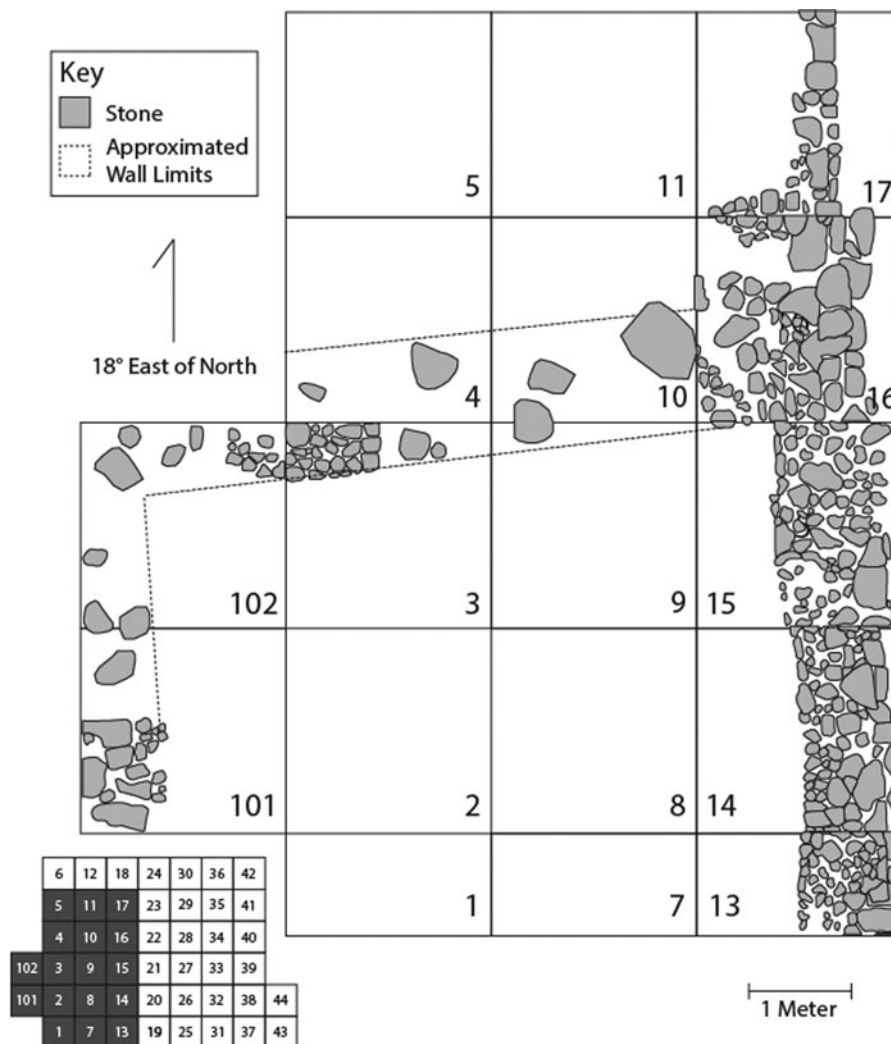 Key
Stone
Approximated
Wall Limits
18° East of North
5
11
17
4
10
16
102
3
9
15
101
2
8
14
1
7
13
6 12 18 24 30 36 42
5 11 17 23 29 35 41
4 10 16 22 28 34 40
102 3 9 15 21 27 33 39
101 2 8 14 20 26 32 38 44
1 7 13 19 25 31 37 43
1 Meter